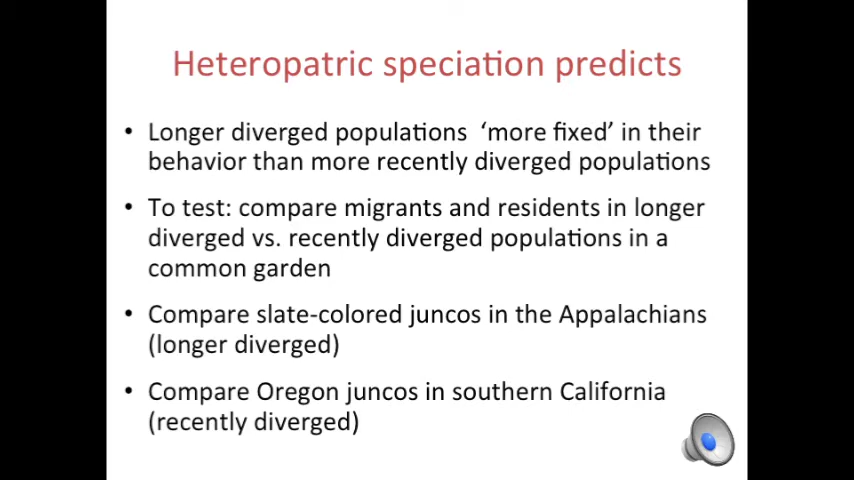 Heteropatric speciation predicts
• Longer diverged populations ‘more fixed’ in their
behavior than more recently diverged populations
• To test: compare migrants and residents in longer
diverged vs. recently diverged populations in a
common garden
• Compare slate-colored juncos in the Appalachians
(longer diverged)
• Compare Oregon juncos in southern California
(recently diverged)